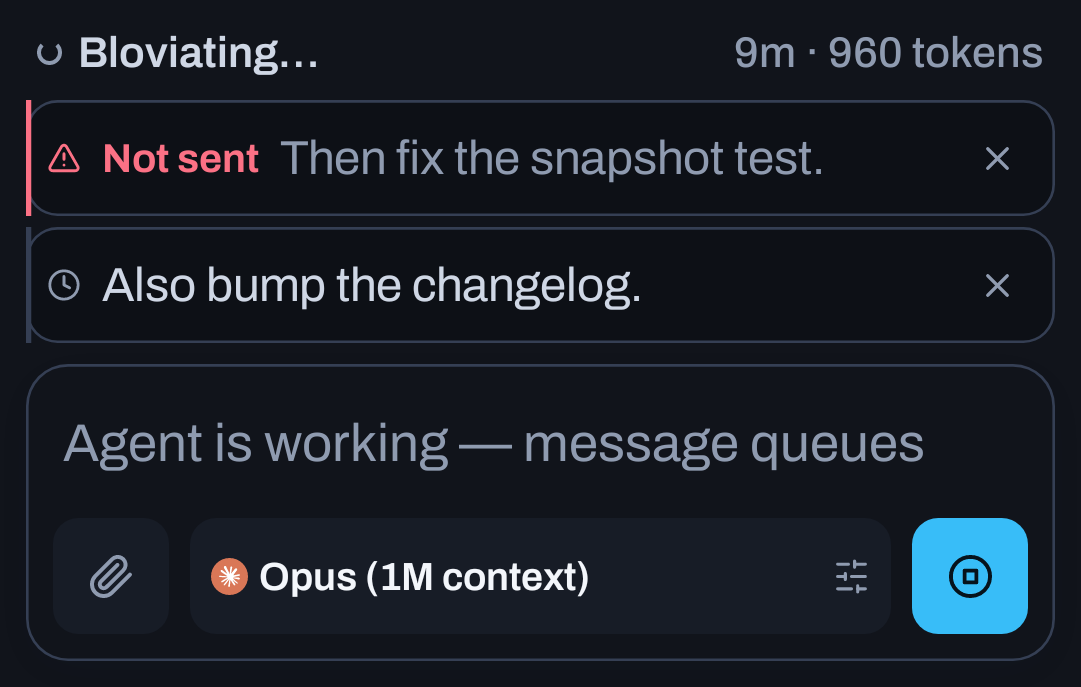 Bloviating...
9m · 960 tokens
Not sent Then fix the snapshot test.
Also bump the changelog.
Agent is working — message queues
Opus (1M context)